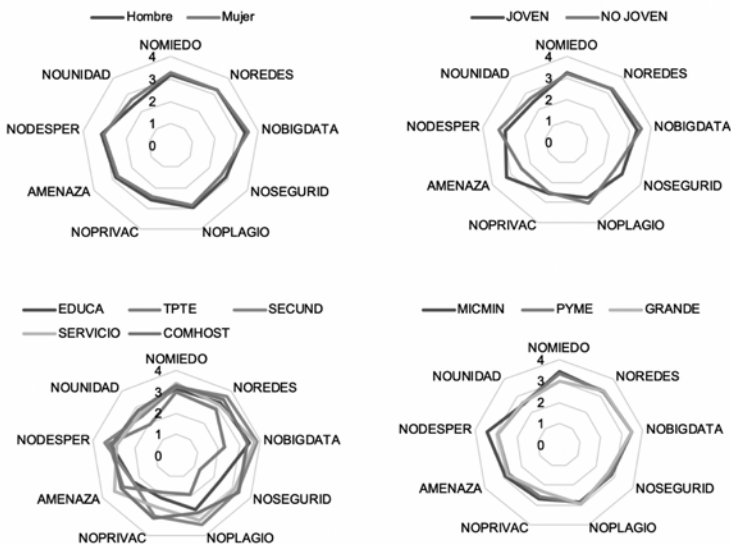 Hombre Mujer
NOMIEDO
4
NOUNIDAD NOREDES
3
2
NODESPER 1 NOBIGDATA
0
AMENAZA NOSEGURID
NOPRIVAC NOPLAGIO
JOVEN NO JOVEN
NOMIEDO
4
NOUNIDAD NOREDES
3
2
NODESPER 1 NOBIGDATA
0
AMENAZA NOSEGURID
NOPRIVAC NOPLAGIO
EDUCA TPTE SECUND
SERVICIO COMHOST
NOMIEDO
4
NOUNIDAD NOREDES
3
2
NODESPER 1 NOBIGDATA
0
AMENAZA NOSEGURID
NOPRIVAC NOPLAGIO
MICMIN PYME GRANDE
NOMIEDO
4
NOUNIDAD NOREDES
3
2
NODESPER 1 NOBIGDATA
0
AMENAZA NOSEGURID
NOPRIVAC NOPLAGIO